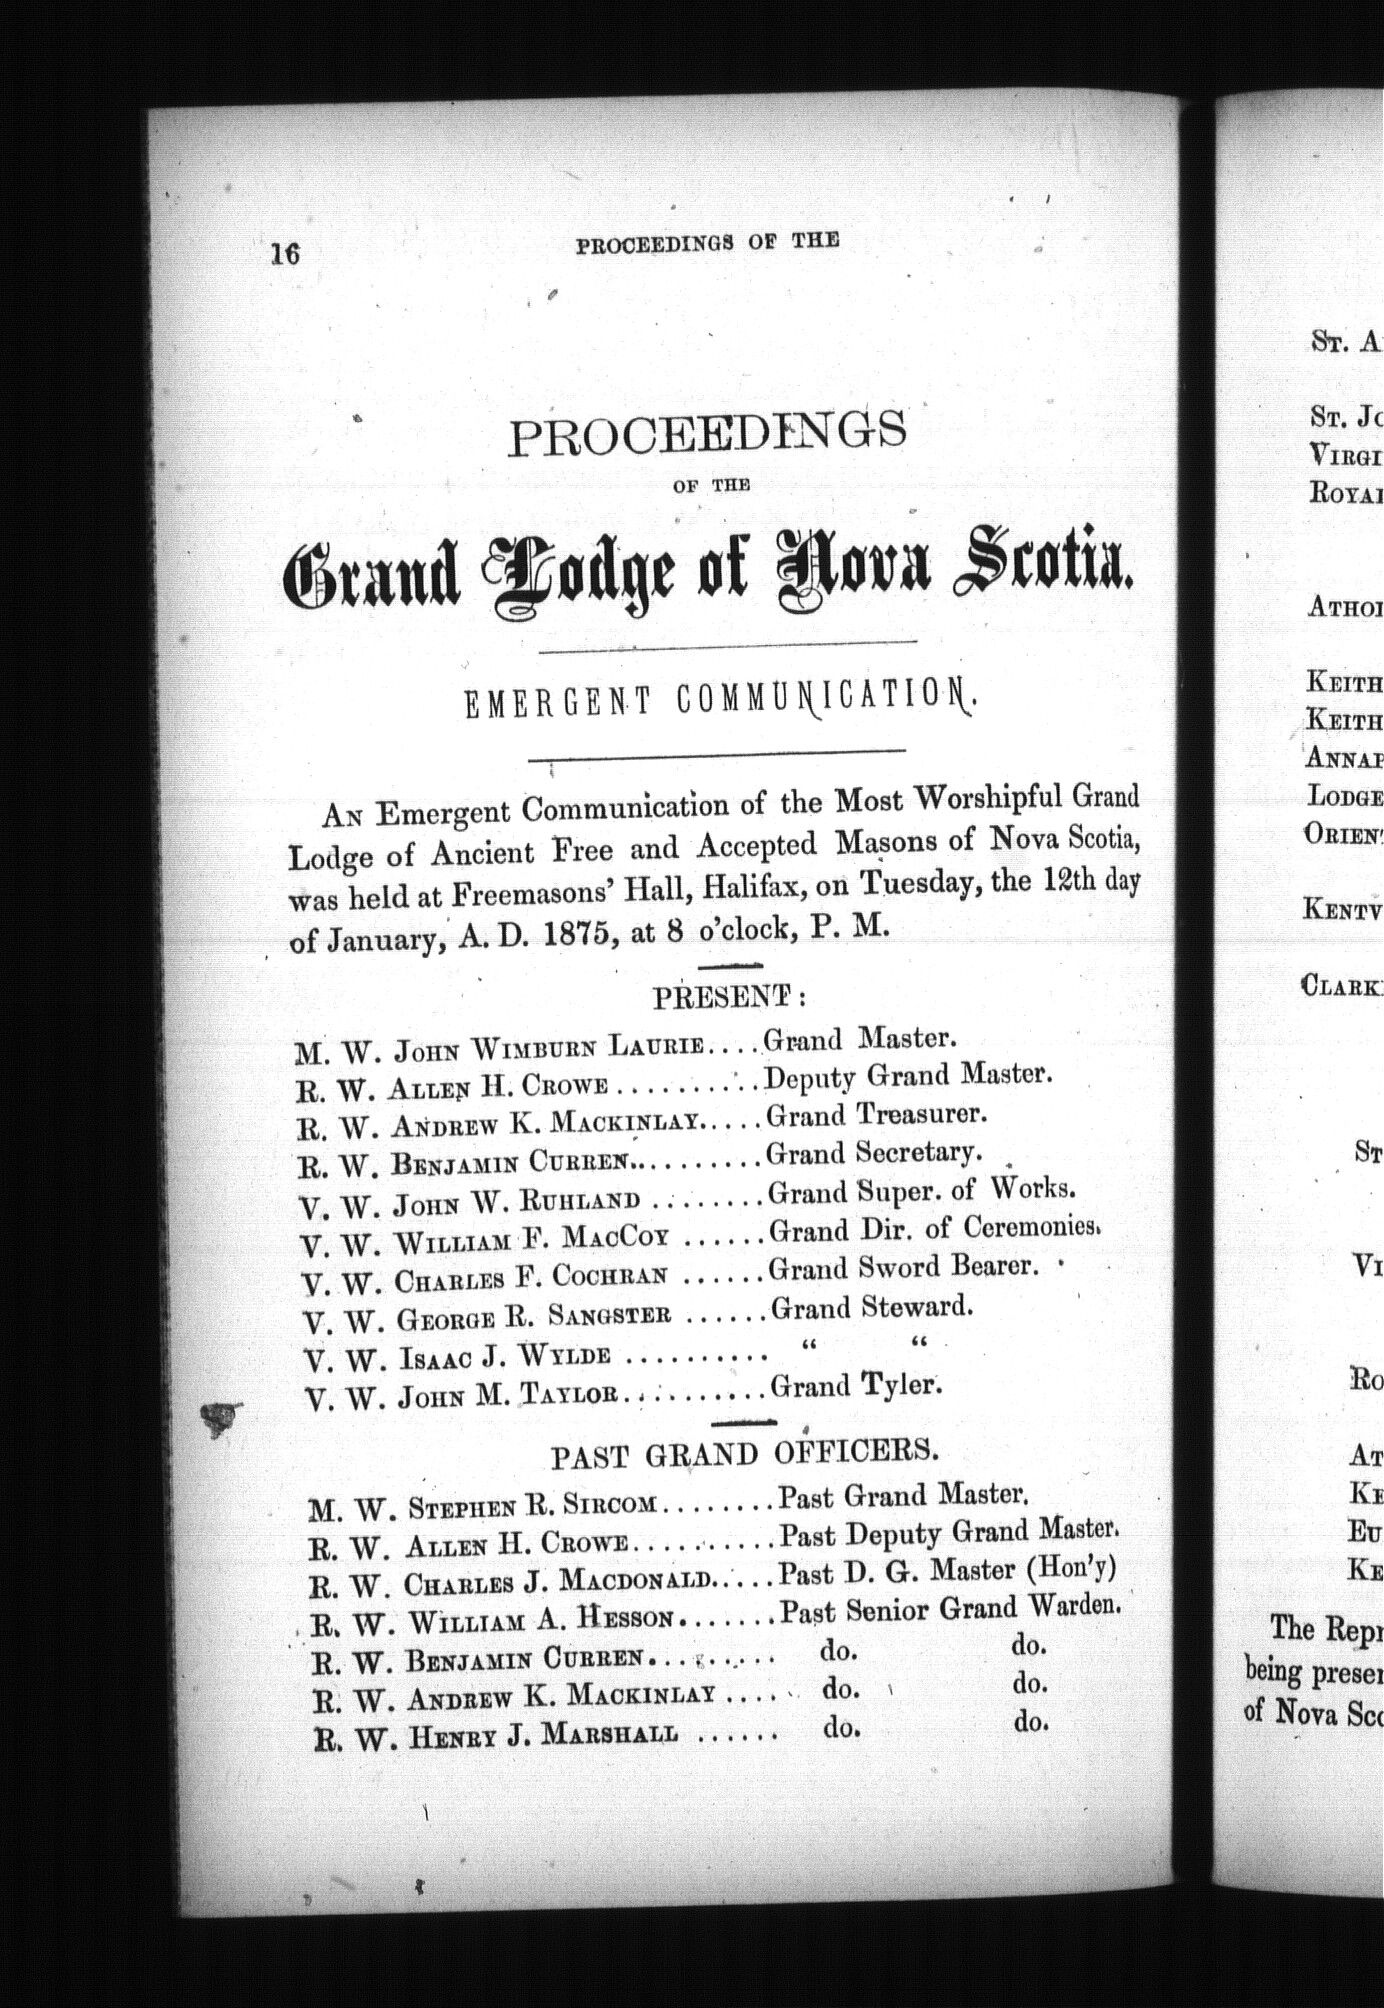 16 PROCEEDINGS OF THE
PROCEEDINGS
OF THE
Grand Lodge of Nova Scotia.
EMERGENT COMMUNICATION.
AN Emergent Communication of the Most Worshipful Grand
Lodge of Ancient Free and Accepted Masons of Nova Scotia,
was held at Freemasons' Hall, Halifax, on Tuesday, the 12th day
of January, A. D. 1875, at 8 o'clock, P. M.
PRESENT:
M. W. JOHN WIMBURN LAURIE....Grand Master.
R. W. ALLEN H. CROWE..........Deputy Grand Master.
R. W. ANDREW K. MACKINLAY.....Grand Treasurer.
R. W. BENJAMIN CURREN..........Grand Secretary.
V. W. JOHN W. RUHLAND ........Grand Super. of Works.
V. W. WILLIAM F. MACCOY ......Grand Dir. of Ceremonies.
V. W. CHARLES F. COCHRAN ......Grand Sword Bearer.
V. W. GEORGE R. SANGSTER ......Grand Steward.
V. W. ISAAC J. WYLDE .......... “ “
V. W. JOHN M. TAYLOR..........Grand Tyler.
PAST GRAND OFFICERS.
M. W. STEPHEN R. SIRCOM........Past Grand Master.
R. W. ALLEN H. CROWE..........Past Deputy Grand Master.
R. W. CHARLES J. MACDONALD.....Past D. G. Master (Hon'y)
R. W. WILLIAM A. HESSON.......Past Senior Grand Warden.
R. W. BENJAMIN CURREN......... do. do.
R. W. ANDREW K. MACKINLAY .... do. do.
R. W. HENRY J. MARSHALL ...... do. do.
ST. A
ST. JO
VIRGI
ROYAL
ATHOL
KEITH
KEITH
ANNAP
LODGE
ORIENT
KENTV
CLARK
ST
VI
RO
AT
KE
EU
KE
The Repr
being presen
of Nova Sco